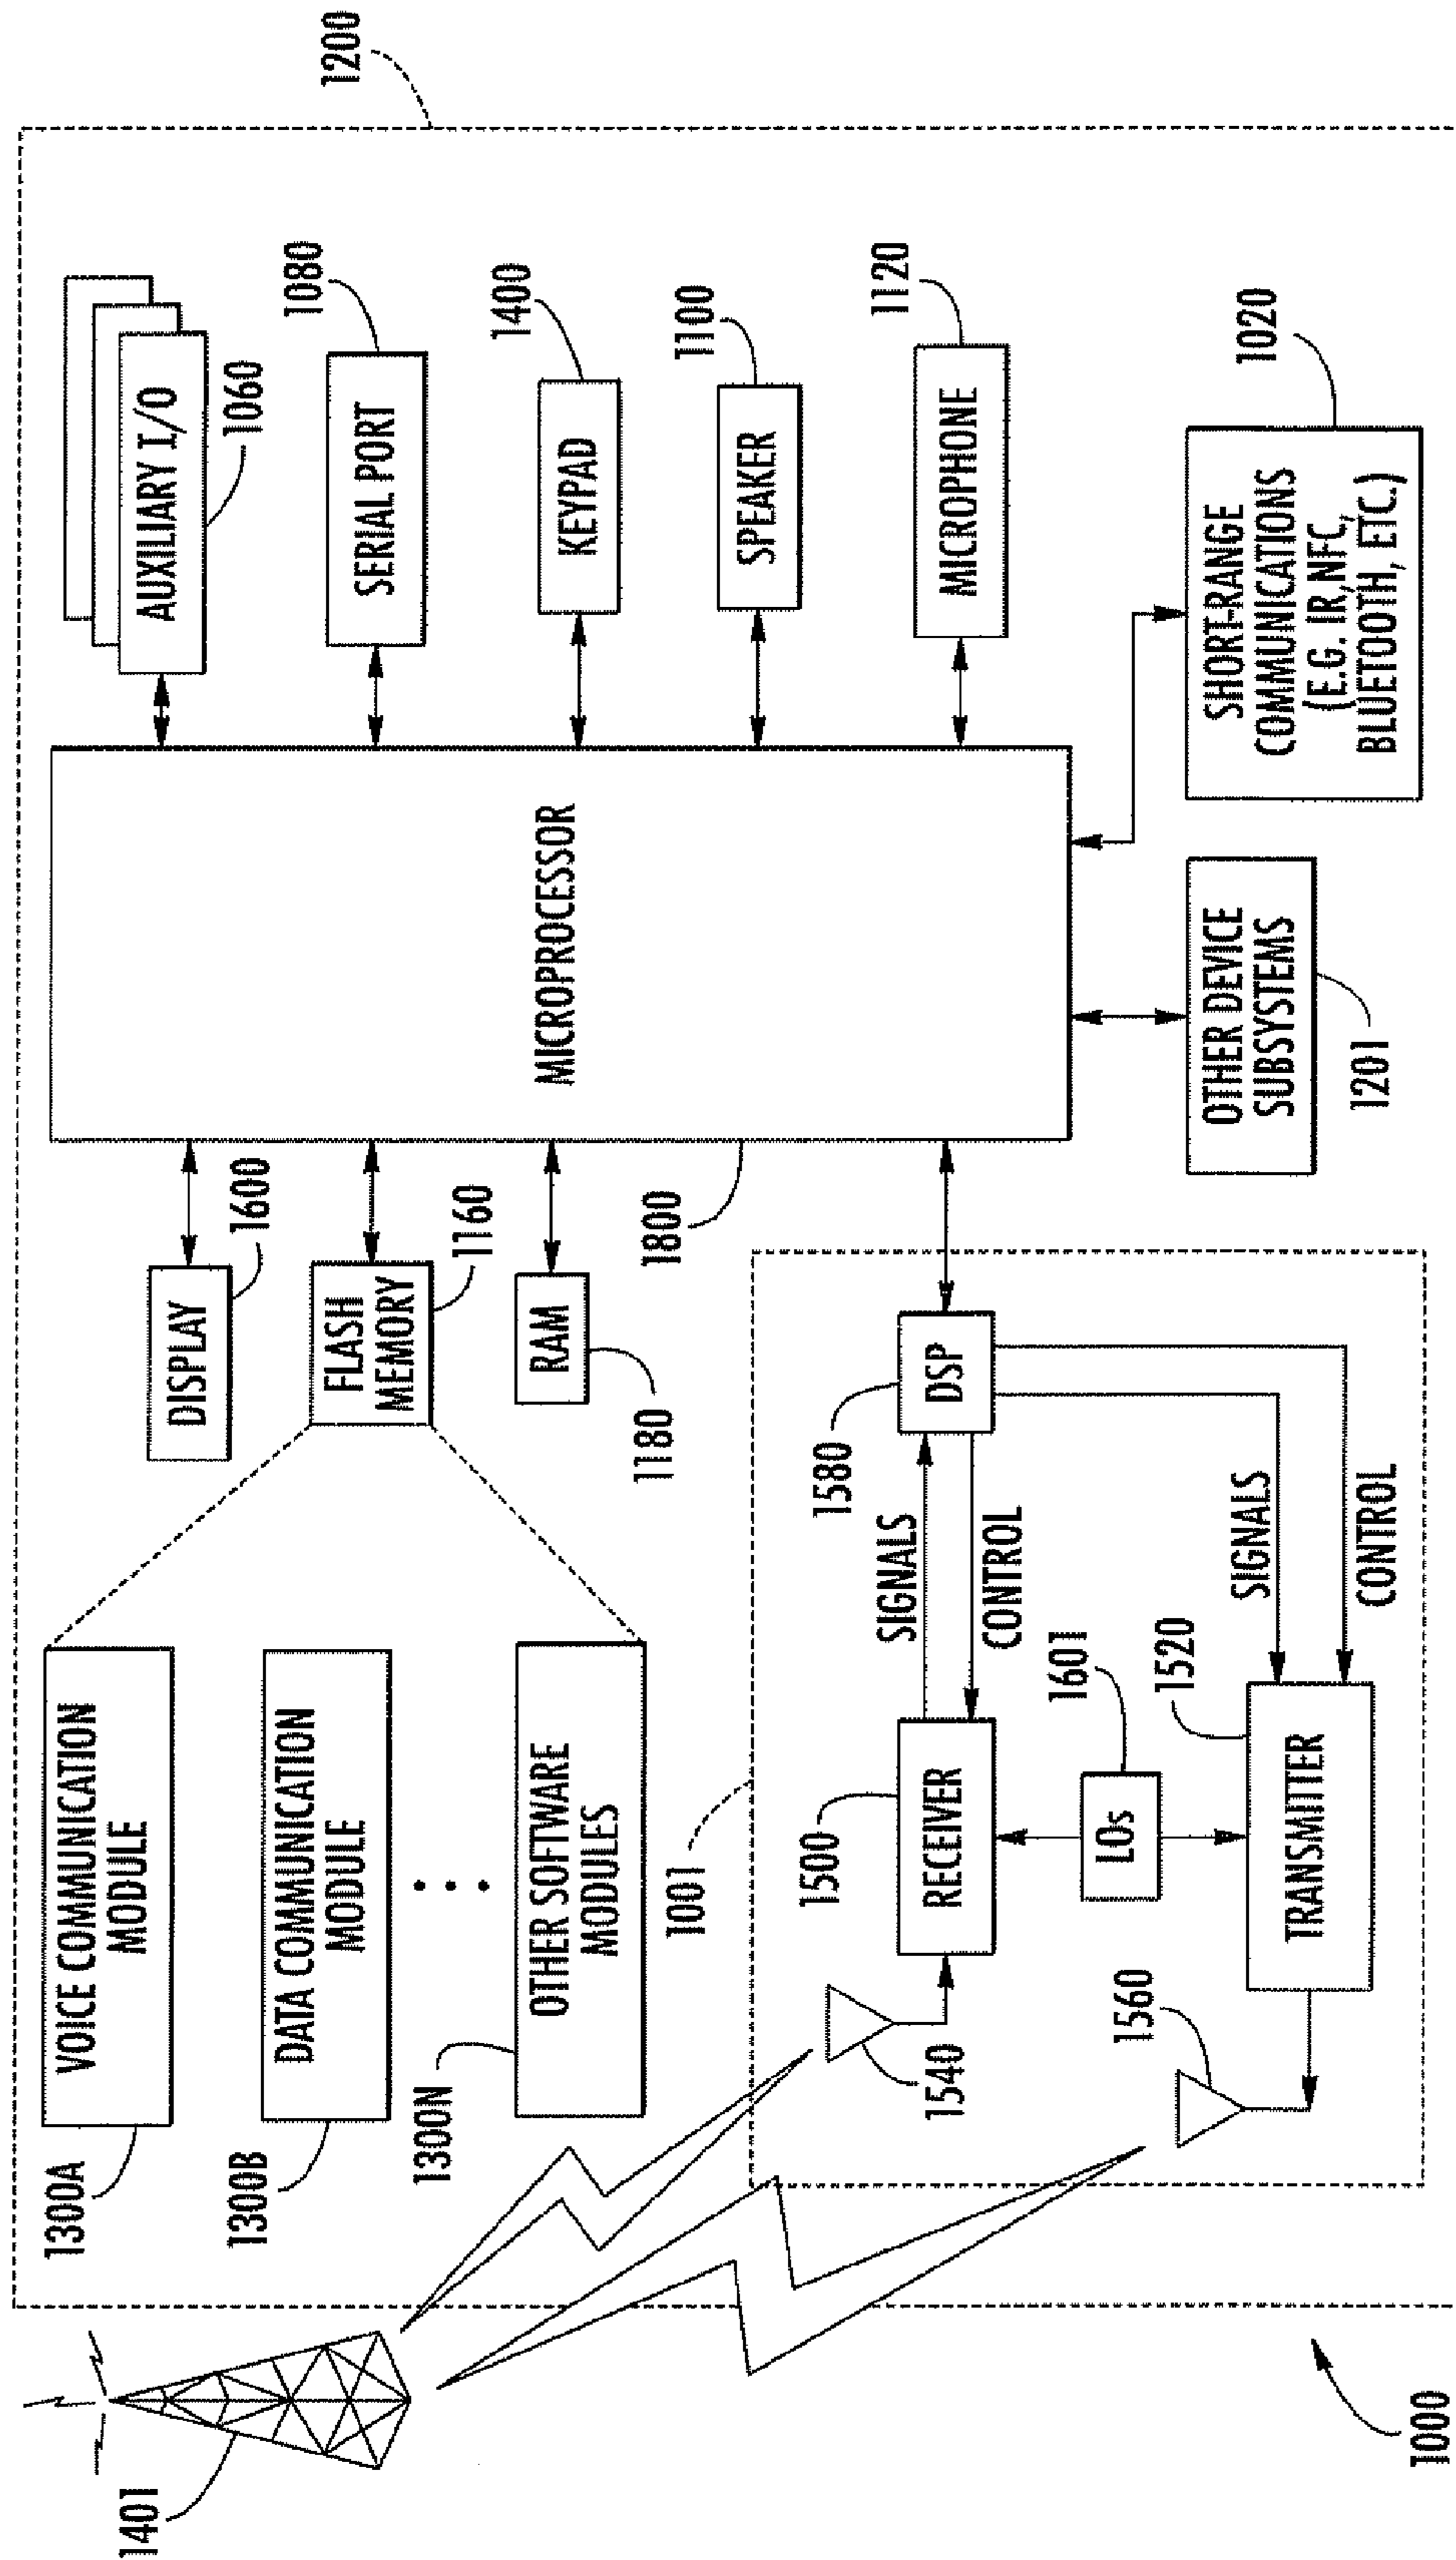 1401
1300A
VOICE COMMUNICATION
MODULE
1300B
DATA COMMUNICATION
MODULE
1300N
OTHER SOFTWARE
MODULES
DISPLAY
1600
FLASH
MEMORY
1160
RAM
1180
1800
MICROPROCESSOR
AUXILIARY I/O
1060
SERIAL PORT
1080
KEYPAD
1400
SPEAKER
1100
MICROPHONE
1120
1200
1001
1500
RECEIVER
SIGNALS
CONTROL
1580
DSP
1540
LOs
1601
1560
TRANSMITTER
1520
SIGNALS
CONTROL
OTHER DEVICE
SUBSYSTEMS
1201
SHORT-RANGE
COMMUNICATIONS
(E.G. IR,NFC,
BLUETOOTH, ETC.)
1020
1000